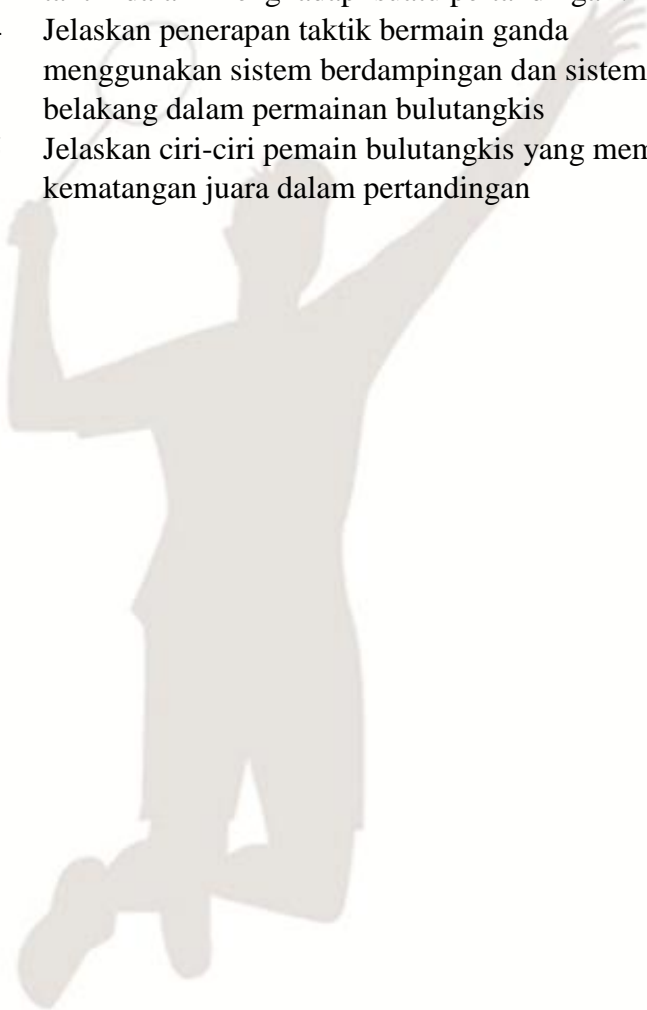 Jelaskan penerapan taktik bermain ganda
menggunakan sistem berdampingan dan sistem
belakang dalam permainan bulutangkis
Jelaskan ciri-ciri pemain bulutangkis yang
kematangan juara dalam pertandingan